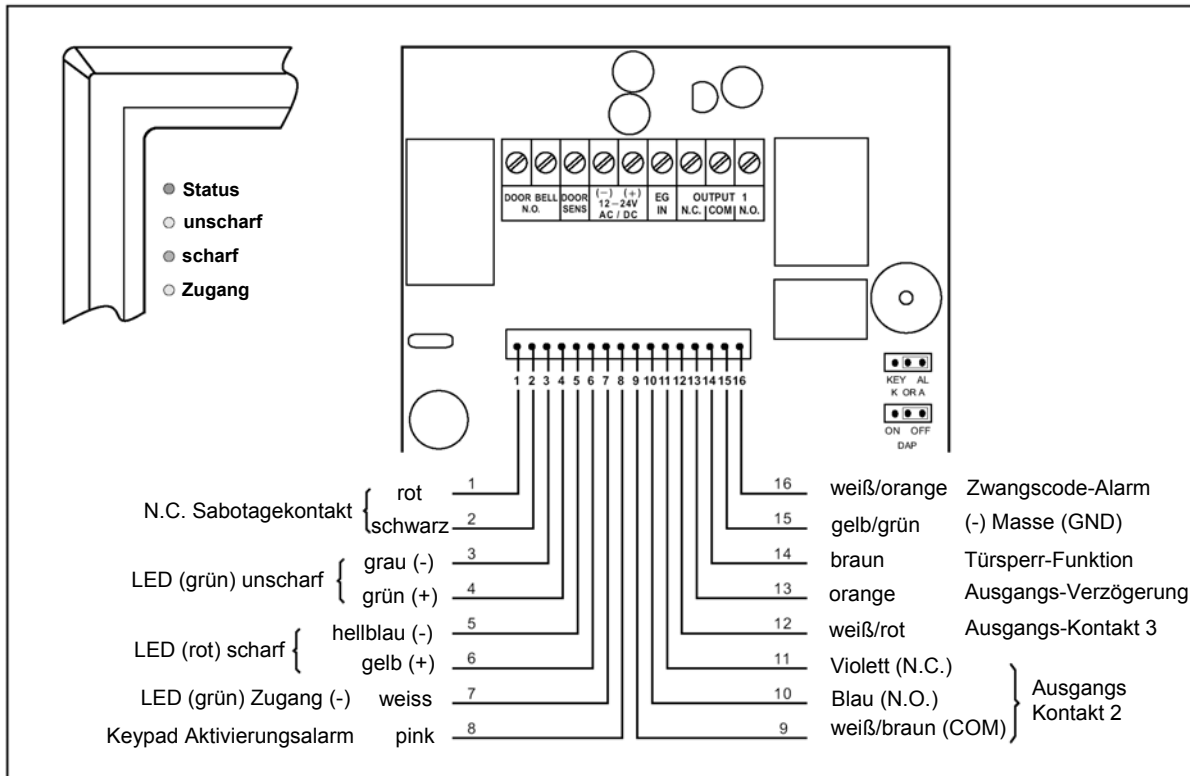 Status
unscharf
scharf
Zugang
DOOR BELL N.O.
DOOR SENS
(-) (+)
12-24V
AC / DC
EG IN
OUTPUT 1
N.C. COM N.O.
1 2 3 4 5 6 7 8 9 10 11 12 13 14 15 16
KEY AL
K OR A
ON OFF
DAP
N.C. Sabotagekontakt
rot 1
schwarz 2
LED (grün) unscharf
grau (-) 3
grün (+) 4
LED (rot) scharf
hellblau (-) 5
gelb (+) 6
LED (grün) Zugang (-) weiss 7
Keypad Aktivierungsalarm pink 8
16 weiß/orange Zwangscode-Alarm
15 gelb/grün (-) Masse (GND)
14 braun Türsperr-Funktion
13 orange Ausgangs-Verzögerung
12 weiß/rot Ausgangs-Kontakt 3
11 Violett (N.C.)
10 Blau (N.O.)
9 weiß/braun (COM)
Ausgangs
Kontakt 2